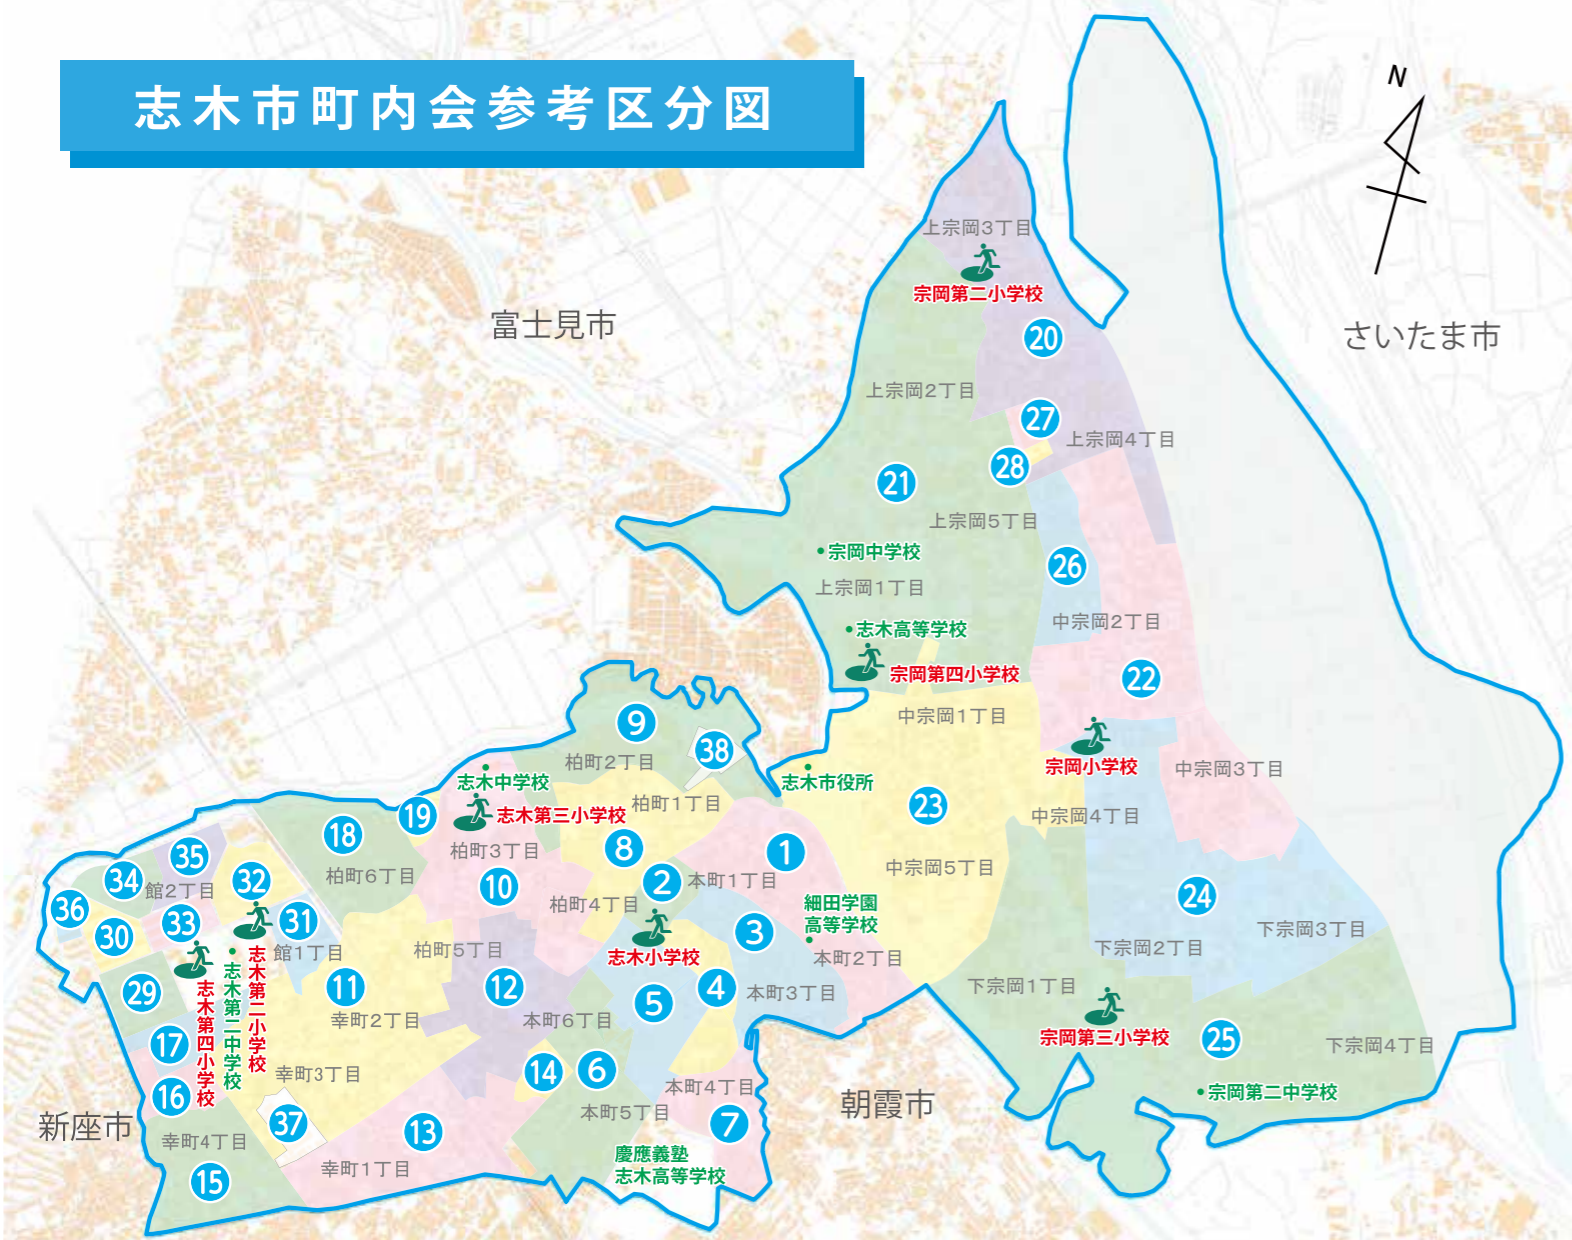 志木市町内会参考区分図
N
富士見市
さいたま市
上宗岡3丁目
宗岡第二小学校
20
上宗岡2丁目
27
上宗岡4丁目
28
21
上宗岡5丁目
宗岡中学校
26
上宗岡1丁目
中宗岡2丁目
志木高等学校
宗岡第四小学校
22
中宗岡1丁目
9
38
柏町2丁目
宗岡小学校
中宗岡3丁目
志木中学校
志木市役所
柏町1丁目
23
19
志木第三小学校
中宗岡4丁目
18
8
1
柏町3丁目
35
館2丁目
34
32
柏町6丁目
10
2
本町1丁目
中宗岡5丁目
24
36
33
31
柏町4丁目
細田学園
高等学校
30
3
下宗岡3丁目
館1丁目
柏町5丁目
志木小学校
本町2丁目
下宗岡2丁目
29
11
12
5
4
本町3丁目
下宗岡1丁目
志木第四小学校
志木第二中学校
志木第二小学校
幸町2丁目
本町6丁目
宗岡第三小学校
25
下宗岡4丁目
17
幸町3丁目
14
6
本町4丁目
16
宗岡第二中学校
新座市
37
13
本町5丁目
7
朝霞市
幸町4丁目
幸町1丁目
慶應義塾
志木高等学校
15